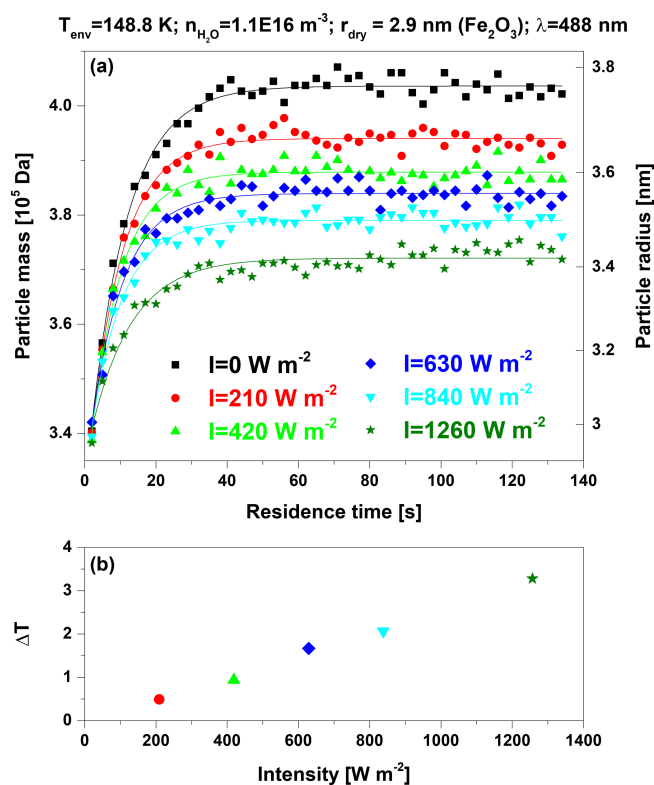 T_env=148.8 K; n_H₂O=1.1E16 m⁻³; r_dry = 2.9 nm (Fe₂O₃); λ=488 nm
(a)
Particle mass [10⁵ Da]
4.0
3.8
3.6
3.4
Particle radius [nm]
3.8
3.6
3.4
3.2
3
I=0 W m⁻²
I=210 W m⁻²
I=420 W m⁻²
I=630 W m⁻²
I=840 W m⁻²
I=1260 W m⁻²
0 20 40 60 80 100 120 140
Residence time [s]
(b)
ΔT
4
3
2
1
0
0 200 400 600 800 1000 1200 1400
Intensity [W m⁻²]